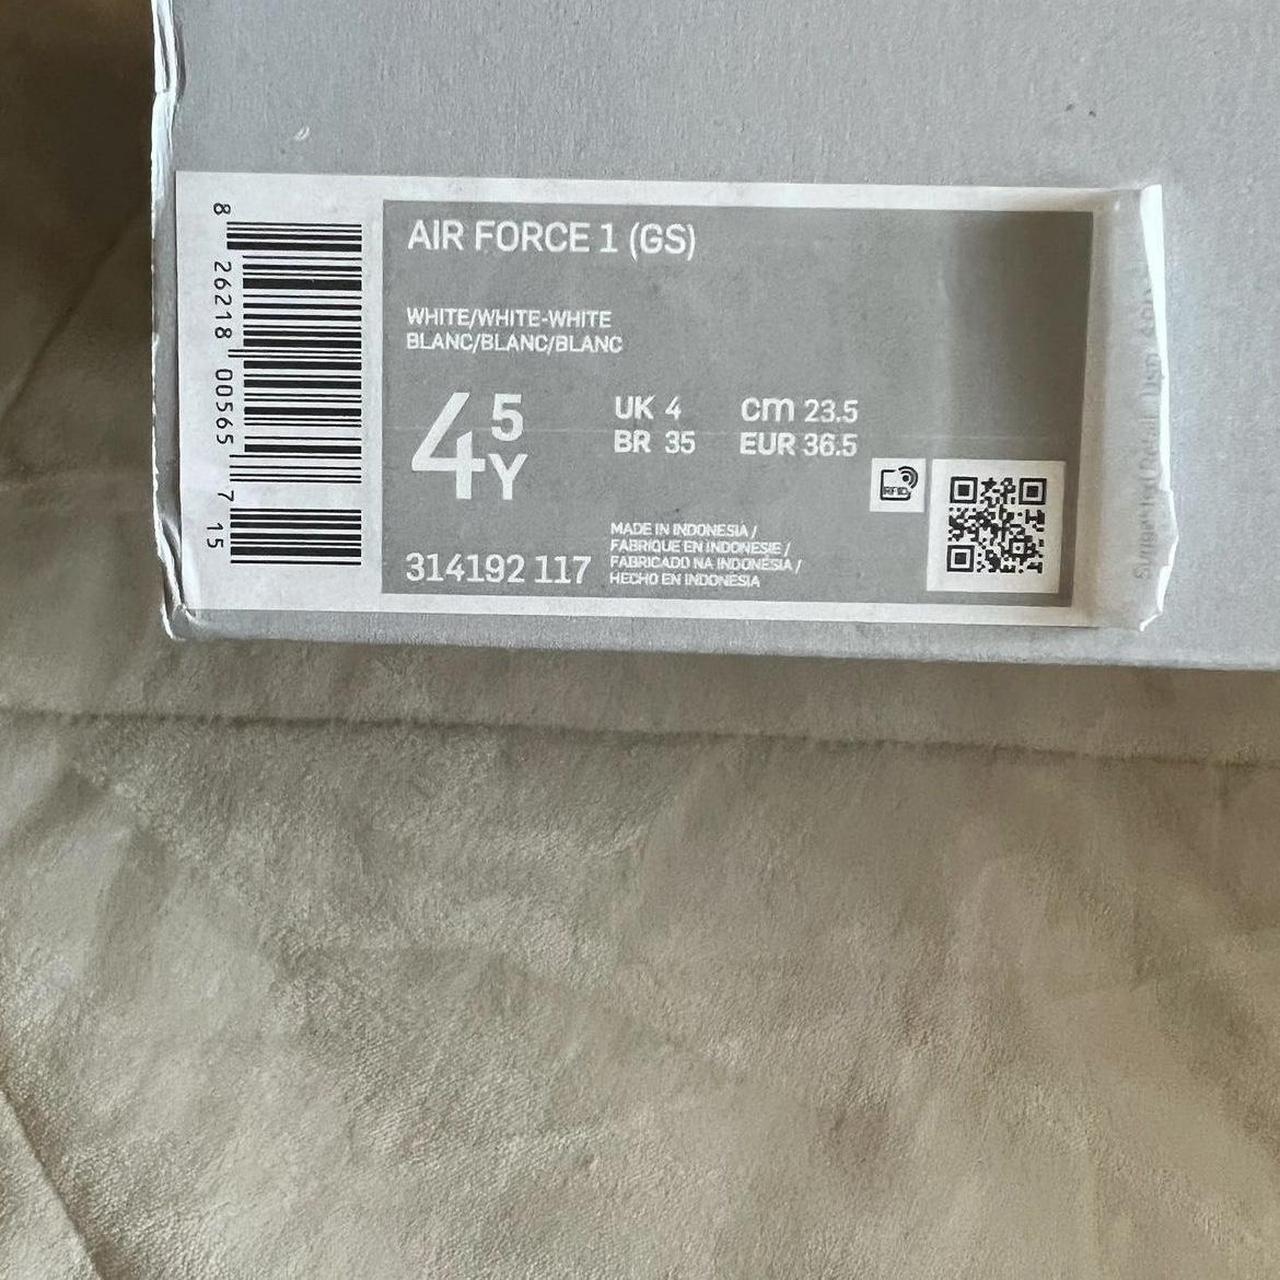 AIR FORCE 1 (GS)
WHITE/WHITE-WHITE
BLANC/BLANC/BLANC
4 5 Y
UK 4 cm 23.5
BR 35 EUR 36.5
RFID
314192 117
MADE IN INDONESIA /
FABRIQUE EN INDONESIE /
FABRICADO NA INDONÉSIA /
HECHO EN INDONESIA
8 26218 00565 7 15